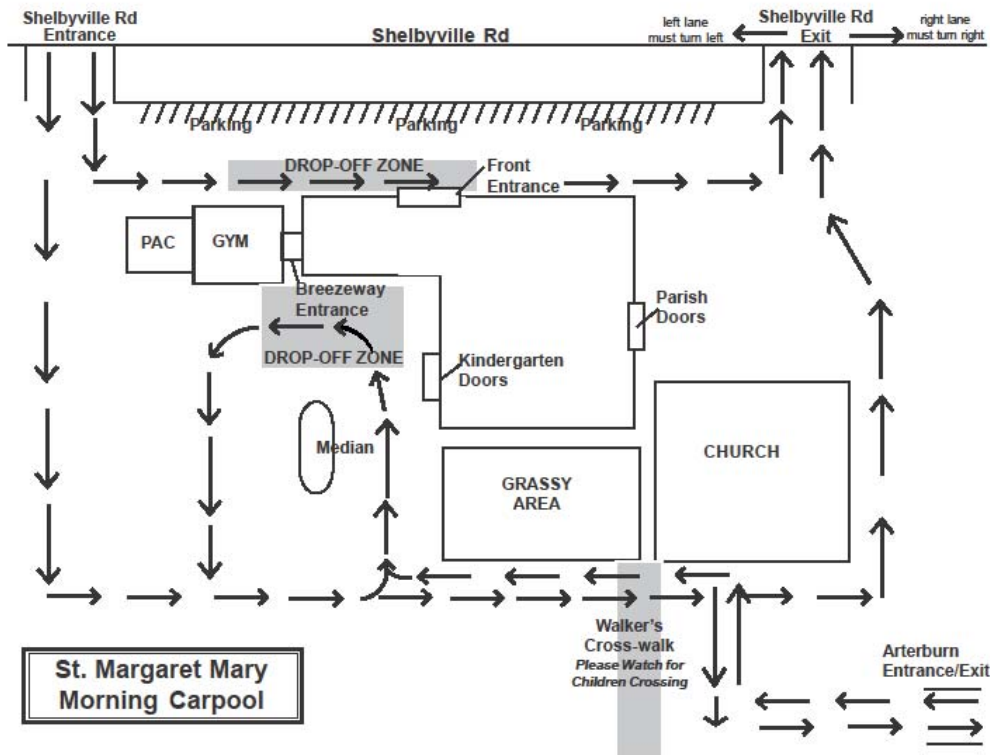 Shelbyville Rd
Entrance
Shelbyville Rd
left lane
must turn left
Shelbyville Rd
Exit
right lane
must turn right
Parking
Parking
Parking
DROP-OFF ZONE
Front
Entrance
PAC
GYM
Breezeway
Entrance
DROP-OFF ZONE
Parish
Doors
Kindergarten
Doors
Median
GRASSY
AREA
CHURCH
Walker's
Cross-walk
Please Watch for
Children Crossing
Arterburn
Entrance/Exit
St. Margaret Mary
Morning Carpool